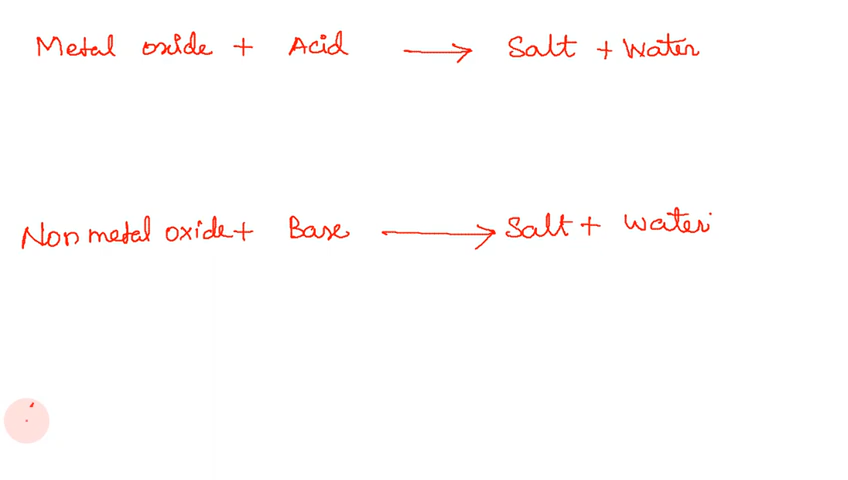 Metal oxide + Acid → Salt + Water
Non metal oxide + Base → Salt + Water